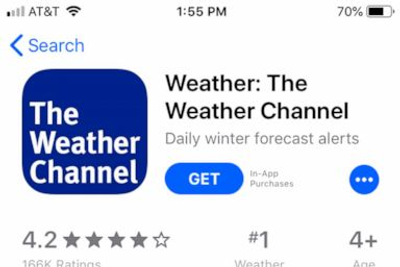 AT&T 1:55 PM 70%
Search
The
Weather
Channel
Weather: The
Weather Channel
Daily winter forecast alerts
GET
In-App
Purchases
4.2
#1
4+
166K Ratings
Weather
Age